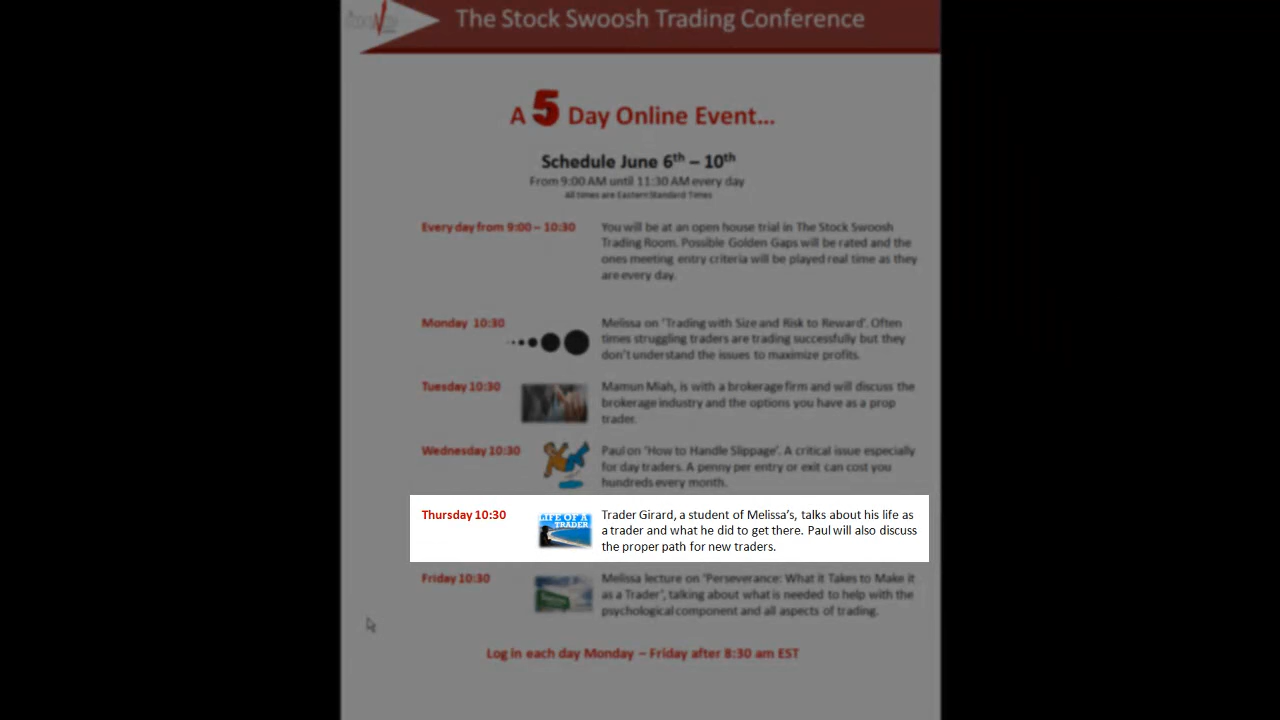 The Stock Swoosh Trading Conference
A 5 Day Online Event...
Schedule June 6th – 10th
From 9:00 AM until 11:30 AM every day
All times are Eastern Standard Times
Every day from 9:00 – 10:30
You will be at an open house trial in The Stock Swoosh
Trading Room. Possible Golden Gaps will be rated and the
ones meeting entry criteria will be played real time as they
are every day.
Monday 10:30
Melissa on 'Trading with Size and Risk to Reward'. Often
times struggling traders are trading successfully but they
don't understand the issues to maximize profits.
Tuesday 10:30
Mamun Miah, is with a brokerage firm and will discuss the
brokerage industry and the options you have as a prop
trader.
Wednesday 10:30
Paul on 'How to Handle Slippage'. A critical issue especially
for day traders. A penny per entry or exit can cost you
hundreds every month.
Thursday 10:30
LIFE OF A
TRADER
Trader Girard, a student of Melissa's, talks about his life as
a trader and what he did to get there. Paul will also discuss
the proper path for new traders.
Friday 10:30
Melissa lecture on 'Perseverance: What it Takes to Make it
as a Trader', talking about what is needed to help with the
psychological component and all aspects of trading.
Log in each day Monday – Friday after 8:30 am EST